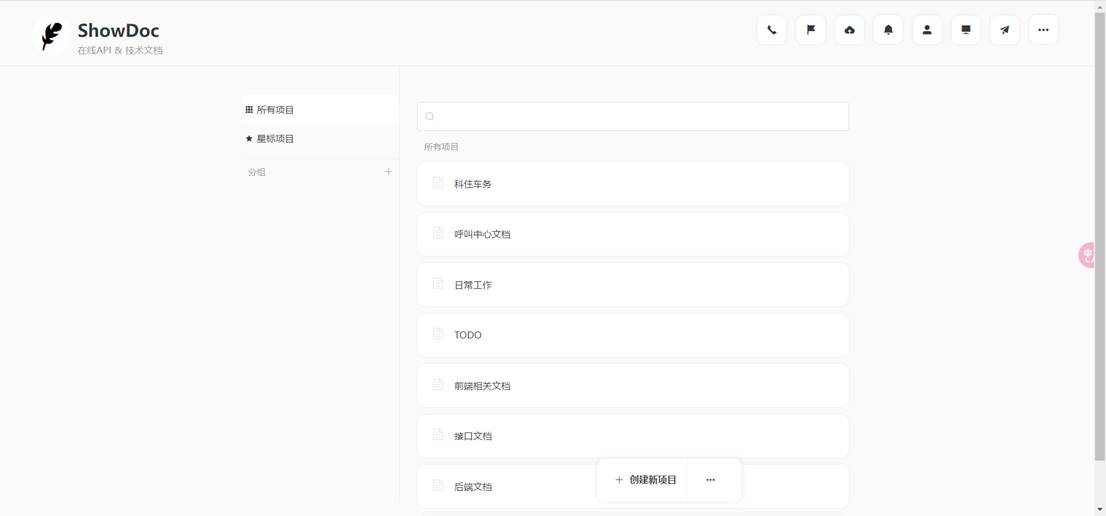 ShowDoc
在线API & 技术文档
所有项目
星标项目
分组
所有项目
科住车务
呼叫中心文档
日常工作
TODO
前端相关文档
接口文档
后端文档
创建新项目
中